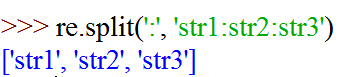 >>> re.split(':', 'str1:str2:str3')
['str1', 'str2', 'str3']